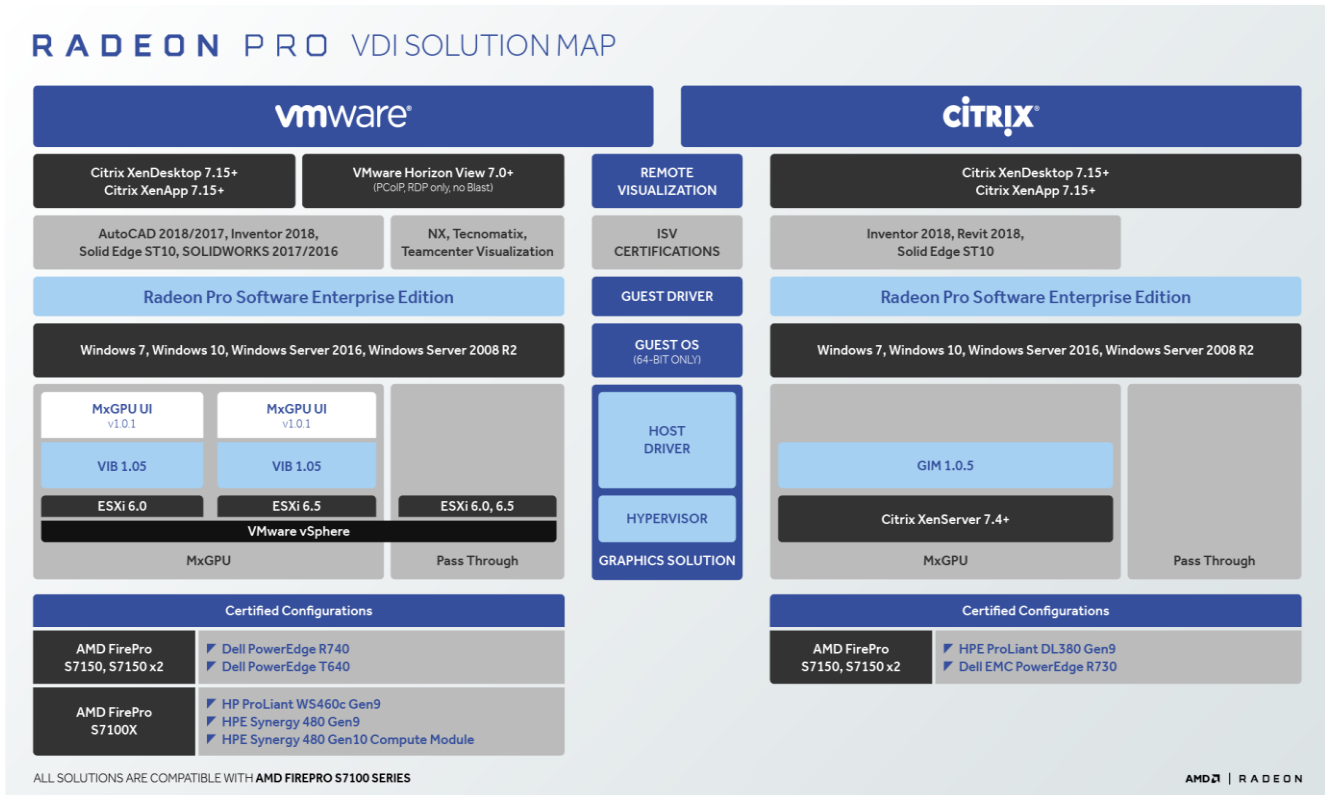 RADEON PRO VDI SOLUTION MAP
vmware®
CİTRIX®
Citrix XenDesktop 7.15+
Citrix XenApp 7.15+
VMware Horizon View 7.0+
(PCoIP, RDP only, no Blast)
REMOTE
VISUALIZATION
Citrix XenDesktop 7.15+
Citrix XenApp 7.15+
AutoCAD 2018/2017, Inventor 2018,
Solid Edge ST10, SOLIDWORKS 2017/2016
NX, Tecnomatix,
Teamcenter Visualization
ISV
CERTIFICATIONS
Inventor 2018, Revit 2018,
Solid Edge ST10
Radeon Pro Software Enterprise Edition
GUEST DRIVER
Radeon Pro Software Enterprise Edition
Windows 7, Windows 10, Windows Server 2016, Windows Server 2008 R2
GUEST OS
(64-BIT ONLY)
Windows 7, Windows 10, Windows Server 2016, Windows Server 2008 R2
MxGPU UI
v1.0.1
MxGPU UI
v1.0.1
VIB 1.05
VIB 1.05
ESXi 6.0
ESXi 6.5
ESXi 6.0, 6.5
VMware vSphere
MxGPU
Pass Through
HOST
DRIVER
HYPERVISOR
GRAPHICS SOLUTION
GIM 1.0.5
Citrix XenServer 7.4+
MxGPU
Pass Through
Certified Configurations
AMD FirePro
S7150, S7150 x2
Dell PowerEdge R740
Dell PowerEdge T640
AMD FirePro
S7100X
HP ProLiant WS460c Gen9
HPE Synergy 480 Gen9
HPE Synergy 480 Gen10 Compute Module
Certified Configurations
AMD FirePro
S7150, S7150 x2
HPE ProLiant DL380 Gen9
Dell EMC PowerEdge R730
ALL SOLUTIONS ARE COMPATIBLE WITH AMD FIREPRO S7100 SERIES
AMD | RADEON